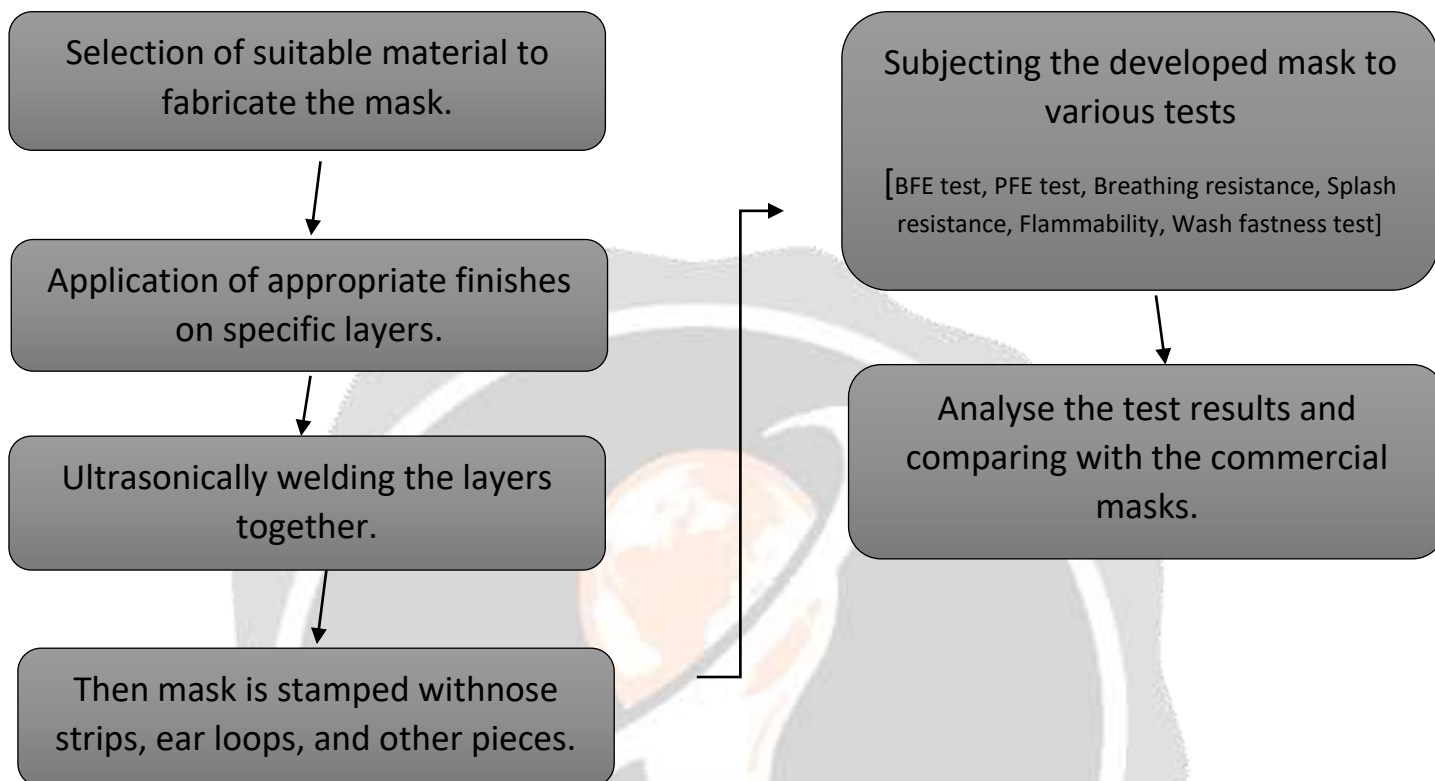 Selection of suitable material to
fabricate the mask.
Application of appropriate finishes
on specific layers.
Ultrasonically welding the layers
together.
Then mask is stamped withnose
strips, ear loops, and other pieces.
Subjecting the developed mask to
various tests
[BFE test, PFE test, Breathing resistance, Splash
resistance, Flammability, Wash fastness test]
Analyse the test results and
comparing with the commercial
masks.